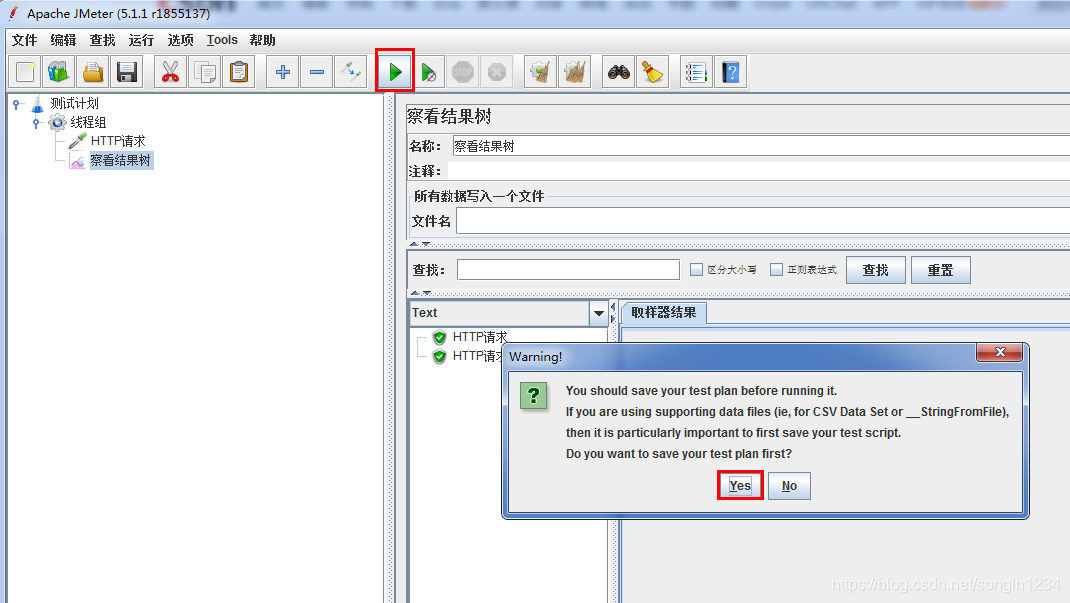 Apache JMeter (5.1.1 r1855137)
文件 编辑 查找 运行 选项 Tools 帮助
STOP
测试计划
线程组
HTTP请求
察看结果树
察看结果树
名称: 察看结果树
注释:
所有数据写入一个文件
文件名
查找: 区分大小写 正则表达式 查找 重置
Text
取样器结果
HTTP请求
HTTP请求
Warning!
You should save your test plan before running it.
If you are using supporting data files (ie, for CSV Data Set or __StringFromFile),
then it is particularly important to first save your test script.
Do you want to save your test plan first?
Yes No
https://blog.csdn.net/songlh1234